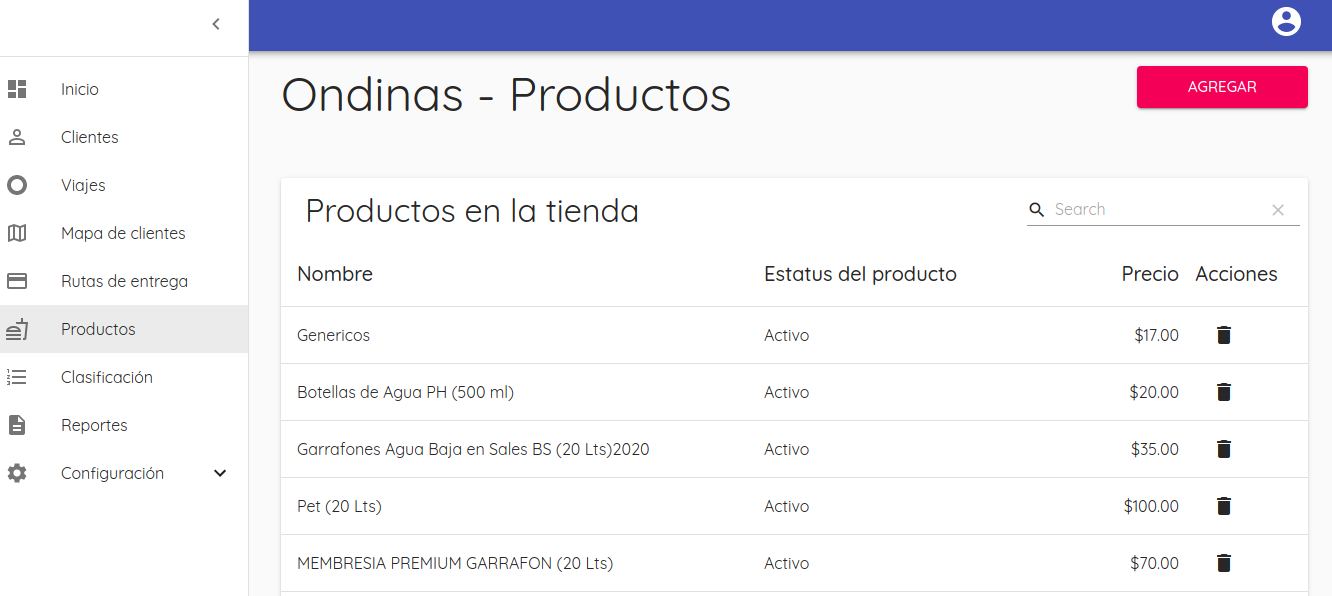 Inicio
Clientes
Viajes
Mapa de clientes
Rutas de entrega
Productos
Clasificación
Reportes
Configuración
Ondinas - Productos
AGREGAR
Productos en la tienda
Search
Nombre Estatus del producto Precio Acciones
Genericos Activo $17.00
Botellas de Agua PH (500 ml) Activo $20.00
Garrafones Agua Baja en Sales BS (20 Lts)2020 Activo $35.00
Pet (20 Lts) Activo $100.00
MEMBRESIA PREMIUM GARRAFON (20 Lts) Activo $70.00